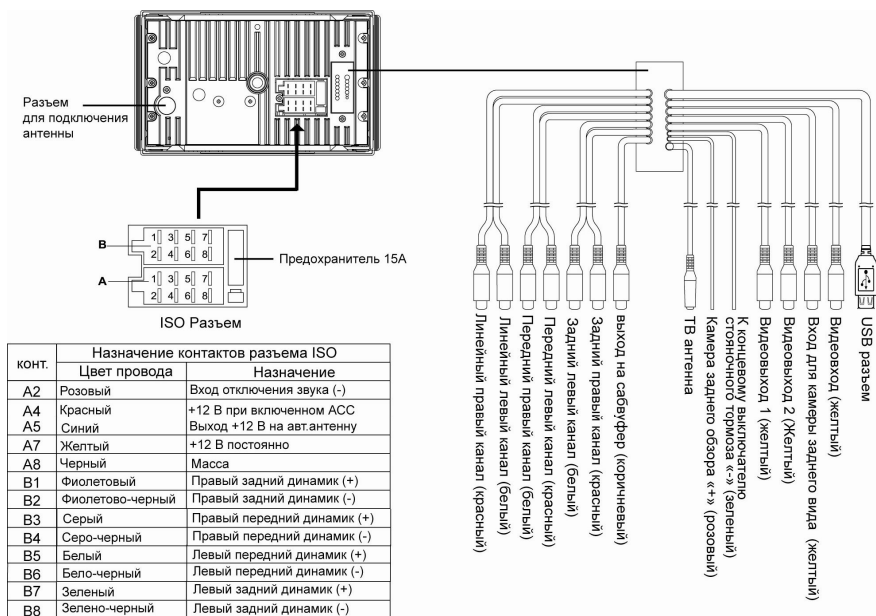 Разъем
для подключения
антенны
B
1 3 5 7
2 4 6 8
A
1 3 5 7
2 4 6 8
Предохранитель 15А
ISO Разъем
конт.
Назначение контактов разъема ISO
Цвет провода Назначение
A2 Розовый Вход отключения звука (-)
A4 Красный +12 В при включенном АСС
A5 Синий Выход +12 В на авт.антенну
A7 Желтый +12 В постоянно
A8 Черный Масса
B1 Фиолетовый Правый задний динамик (+)
B2 Фиолетово-черный Правый задний динамик (-)
B3 Серый Правый передний динамик (+)
B4 Серо-черный Правый передний динамик (-)
B5 Белый Левый передний динамик (+)
B6 Бело-черный Левый передний динамик (-)
B7 Зеленый Левый задний динамик (+)
B8 Зелено-черный Левый задний динамик (-)
Линейный правый канал (красный)
Линейный левый канал (белый)
Передний правый канал (белый)
Передний левый канал (красный)
Задний левый канал (белый)
Задний правый канал (красный)
выход на сабвуфер (коричневый)
ТВ антенна
Камера заднего обзора «+» (розовый)
К концевому выключателю
стояночного тормоза «-» (зеленый)
Видеовыход 1 (желтый)
Видеовыход 2 (Желтый)
Вход для камеры заднего вида (желтый)
Видеовход (желтый)
USB разъем